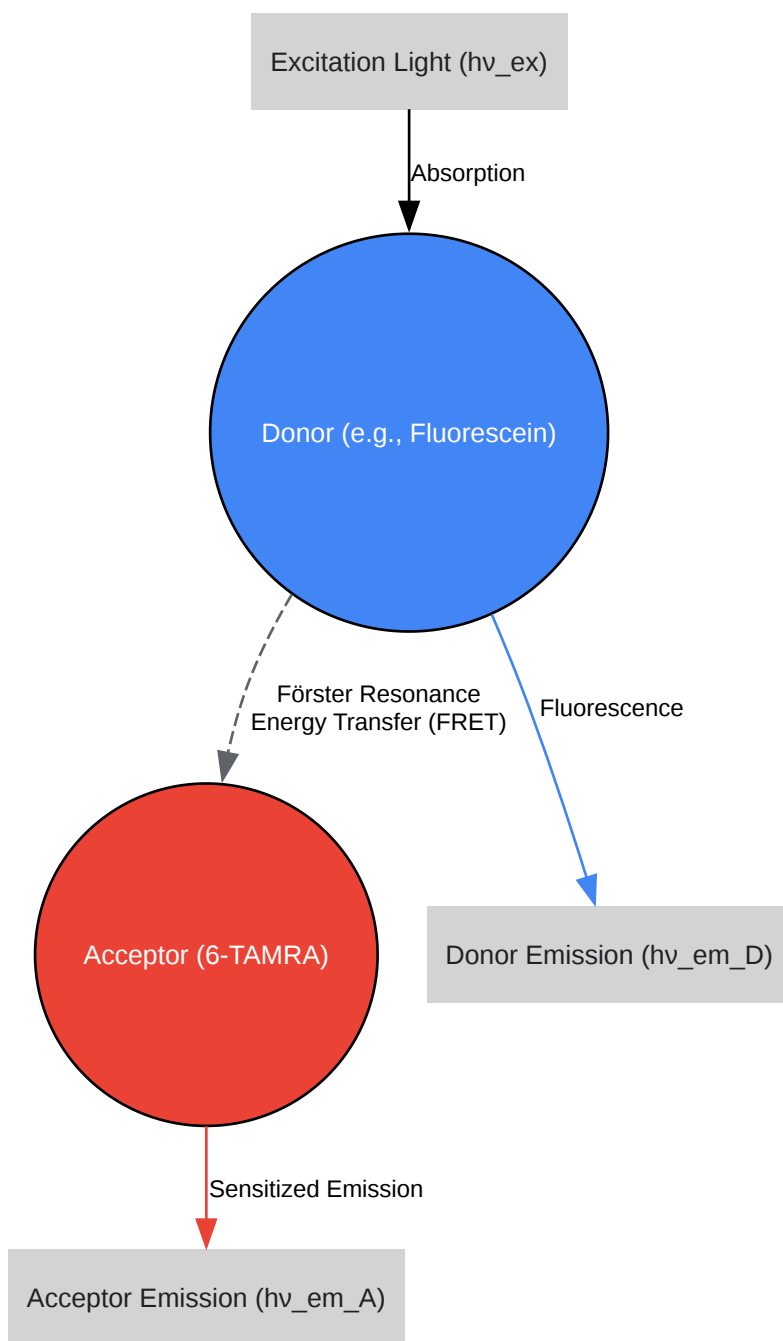 Excitation Light (hν_ex)
Absorption
Donor (e.g., Fluorescein)
Förster Resonance
Energy Transfer (FRET)
Fluorescence
Acceptor (6-TAMRA)
Donor Emission (hν_em_D)
Sensitized Emission
Acceptor Emission (hν_em_A)